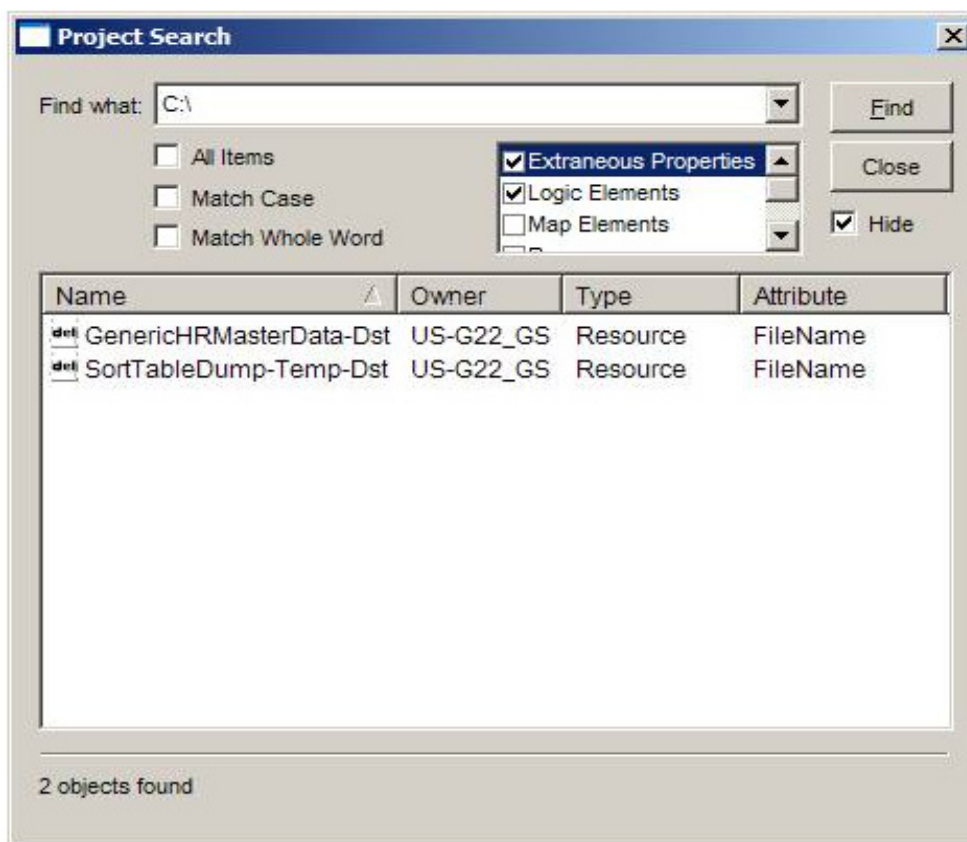 Project Search
Find what: C:\ Find
All Items Extraneous Properties Close
Match Case Logic Elements
Match Whole Word Map Elements Hide
Name Owner Type Attribute
GenericHRMasterData-Dst US-G22_GS Resource FileName
SortTableDump-Temp-Dst US-G22_GS Resource FileName
2 objects found